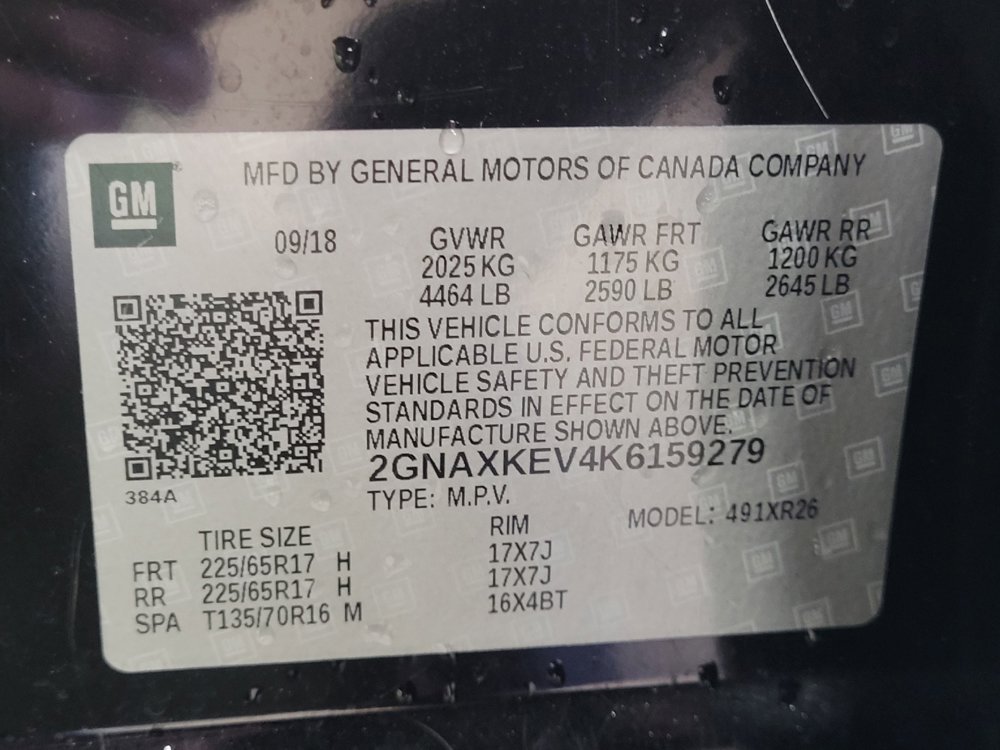 GM
MFD BY GENERAL MOTORS OF CANADA COMPANY
09/18 GVWR GAWR FRT GAWR RR
2025 KG 1175 KG 1200 KG
4464 LB 2590 LB 2645 LB
THIS VEHICLE CONFORMS TO ALL
APPLICABLE U.S. FEDERAL MOTOR
VEHICLE SAFETY AND THEFT PREVENTION
STANDARDS IN EFFECT ON THE DATE OF
MANUFACTURE SHOWN ABOVE.
2GNAXKEV4K6159279
384A
TYPE: M.P.V. MODEL: 491XR26
TIRE SIZE RIM
FRT 225/65R17 H 17X7J
RR 225/65R17 H 17X7J
SPA T135/70R16 M 16X4BT